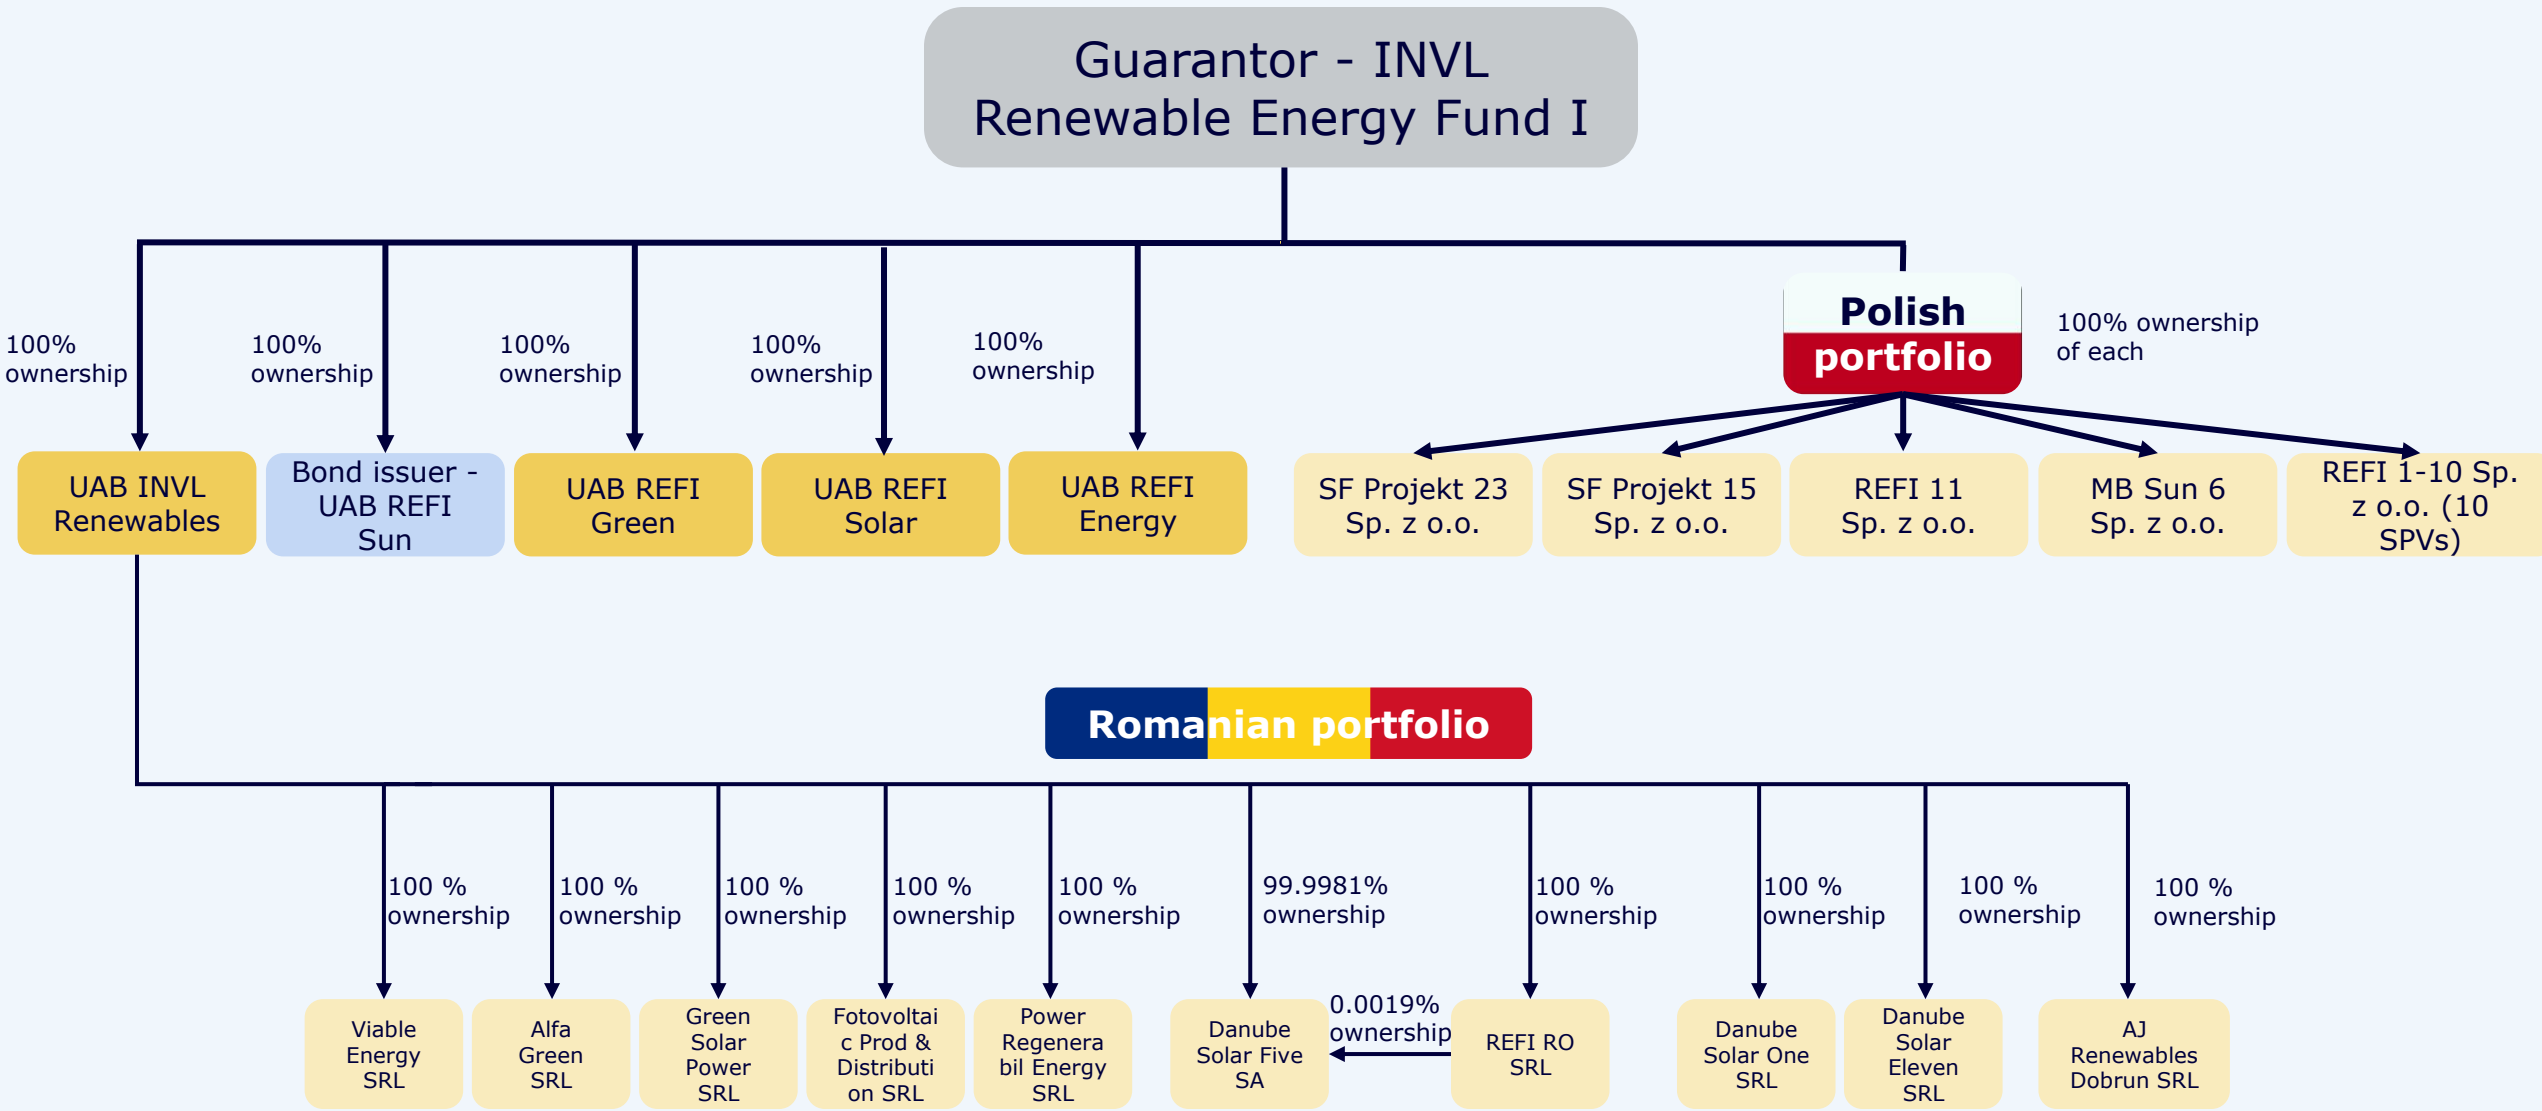 Guarantor - INVL
Renewable Energy Fund I
100%
ownership
100%
ownership
100%
ownership
100%
ownership
100%
ownership
Polish
portfolio
100% ownership
of each
UAB INVL
Renewables
Bond issuer -
UAB REFI
Sun
UAB REFI
Green
UAB REFI
Solar
UAB REFI
Energy
SF Projekt 23
Sp. z o.o.
SF Projekt 15
Sp. z o.o.
REFI 11
Sp. z o.o.
MB Sun 6
Sp. z o.o.
REFI 1-10 Sp.
z o.o. (10
SPVs)
Romanian portfolio
100 %
ownership
100 %
ownership
100 %
ownership
100 %
ownership
100 %
ownership
99.9981%
ownership
100 %
ownership
100 %
ownership
100 %
ownership
100 %
ownership
Viable
Energy
SRL
Alfa
Green
SRL
Green
Solar
Power
SRL
Fotovoltai
c Prod &
Distributi
on SRL
Power
Regenera
bil Energy
SRL
Danube
Solar Five
SA
0.0019%
ownership
REFI RO
SRL
Danube
Solar One
SRL
Danube
Solar
Eleven
SRL
AJ
Renewables
Dobrun SRL